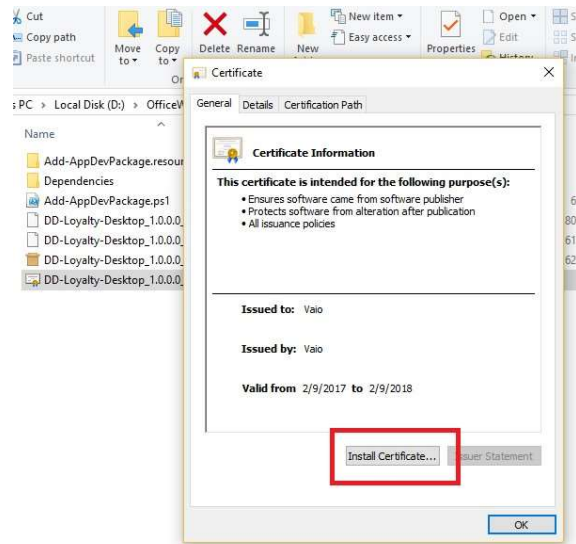 Cut
Copy path
Paste shortcut
Move to
Copy to
Delete
Rename
New
New item
Easy access
Properties
Open
Edit
History
PC > Local Disk (D:) >
Name
Add-AppDevPackage.resour
Dependencies
Add-AppDevPackage.ps1
DD-Loyalty-Desktop_1.0.0.0_
DD-Loyalty-Desktop_1.0.0.0_
DD-Loyalty-Desktop_1.0.0.0_
DD-Loyalty-Desktop_1.0.0.0_
Certificate
General Details Certification Path
Certificate Information
This certificate is intended for the following purpose(s):
• Ensures software came from software publisher
• Protects software from alteration after publication
• All issuance policies
Issued to: Vaio
Issued by: Vaio
Valid from 2/9/2017 to 2/9/2018
Install Certificate...
Statement
OK